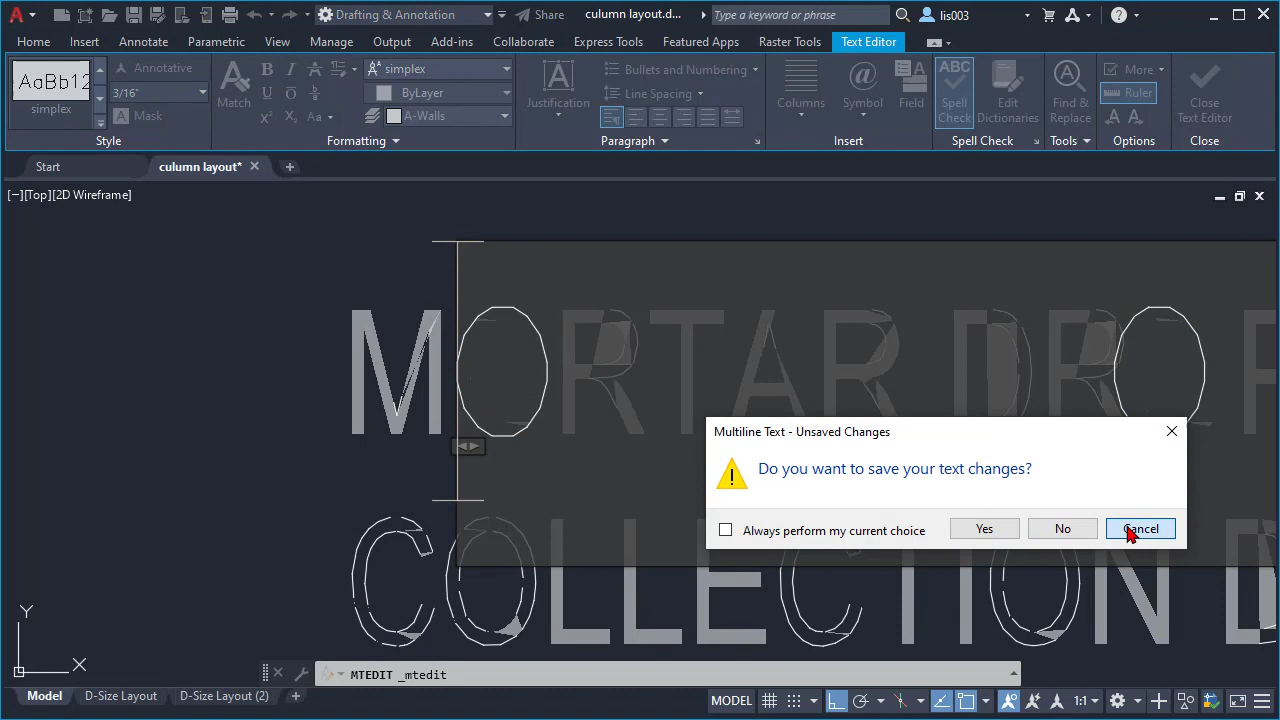 Drafting & Annotation
Share
culumn layout.d...
Type a keyword or phrase
lis003
Home
Insert
Annotate
Parametric
View
Manage
Output
Add-ins
Collaborate
Express Tools
Featured Apps
Raster Tools
Text Editor
AaBb12
simplex
Annotative
3/16"
Mask
Style
Match
simplex
ByLayer
A-Walls
Formatting
Justification
Bullets and Numbering
Line Spacing
Paragraph
Columns
Symbol
Field
Insert
ABC
Spell
Check
Edit
Dictionaries
Spell Check
Find &
Replace
Tools
More
Ruler
Options
Close
Text Editor
Close
Start
culumn layout*
[−][Top][2D Wireframe]
MORTAR DRO
COLLECTION
Multiline Text - Unsaved Changes
Do you want to save your text changes?
Always perform my current choice
Yes
No
Cancel
Y
X
MTEDIT _mtedit
Model
D-Size Layout
D-Size Layout (2)
MODEL
1:1